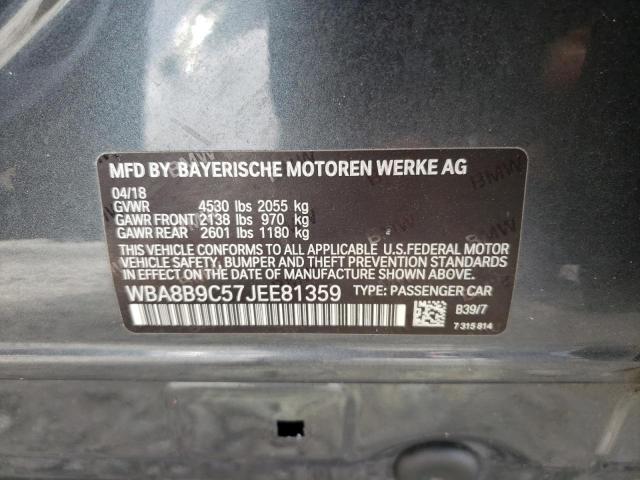 MFD BY BAYERISCHE MOTOREN WERKE AG
04/18
GVWR 4530 lbs 2055 kg
GAWR FRONT 2138 lbs 970 kg
GAWR REAR 2601 lbs 1180 kg
THIS VEHICLE CONFORMS TO ALL APPLICABLE U.S.FEDERAL MOTOR
VEHICLE SAFETY, BUMPER AND THEFT PREVENTION STANDARDS IN
EFFECT ON THE DATE OF MANUFACTURE SHOWN ABOVE.
WBA8B9C57JEE81359 TYPE: PASSENGER CAR
B39/7
7 315 814